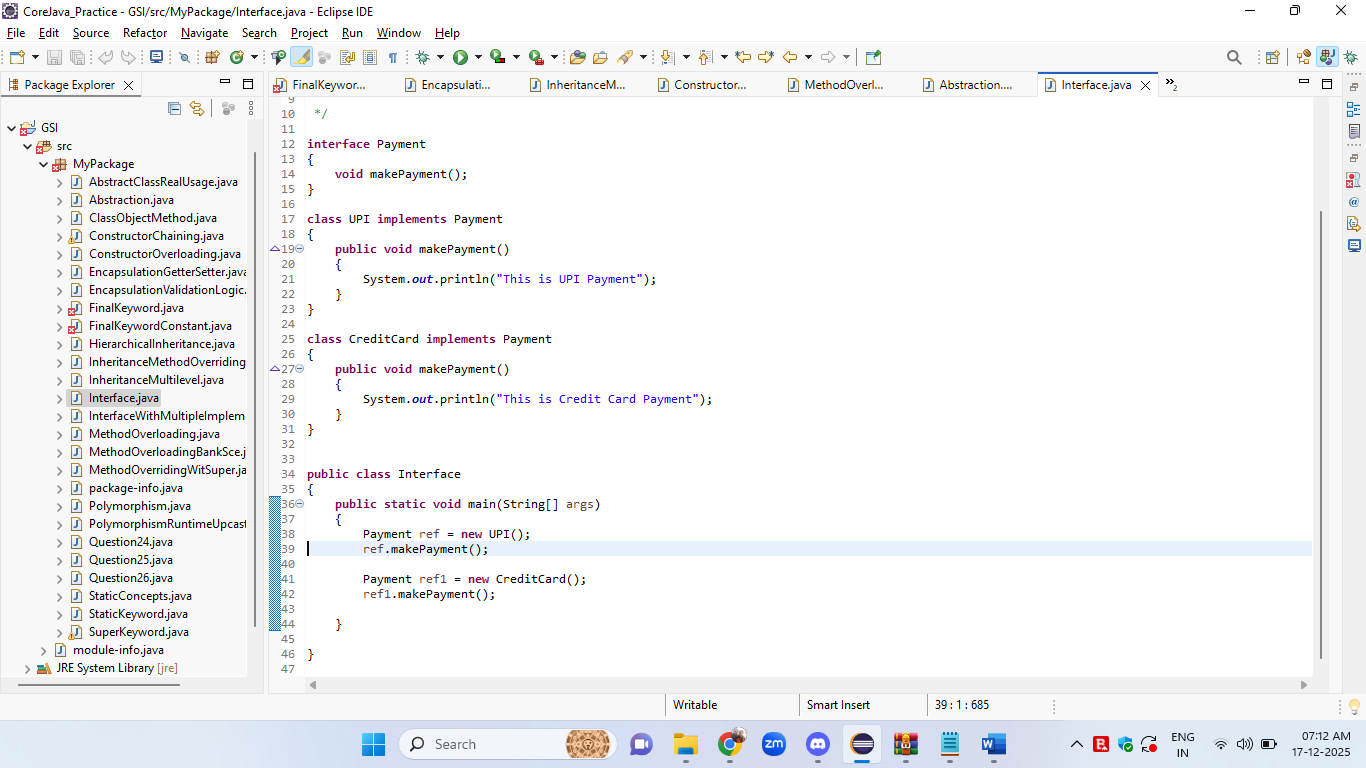 CoreJava_Practice - GSI/src/MyPackage/Interface.java - Eclipse IDE
File Edit Source Refactor Navigate Search Project Run Window Help
Package Explorer
FinalKeywor... Encapsulati... InheritanceM... Constructor... MethodOverl... Abstraction.... Interface.java »2
GSI
src
MyPackage
AbstractClassRealUsage.java
Abstraction.java
ClassObjectMethod.java
ConstructorChaining.java
ConstructorOverloading.java
EncapsulationGetterSetter.java
EncapsulationValidationLogic.
FinalKeyword.java
FinalKeywordConstant.java
HierarchicalInheritance.java
InheritanceMethodOverriding
InheritanceMultilevel.java
Interface.java
InterfaceWithMultipleImplem
MethodOverloading.java
MethodOverloadingBankSce.j
MethodOverridingWitSuper.ja
package-info.java
Polymorphism.java
PolymorphismRuntimeUpcast
Question24.java
Question25.java
Question26.java
StaticConcepts.java
StaticKeyword.java
SuperKeyword.java
module-info.java
JRE System Library [jre]
9
10 */
11
12 interface Payment
13 {
14 void makePayment();
15 }
16
17 class UPI implements Payment
18 {
19 public void makePayment()
20 {
21 System.out.println("This is UPI Payment");
22 }
23 }
24
25 class CreditCard implements Payment
26 {
27 public void makePayment()
28 {
29 System.out.println("This is Credit Card Payment");
30 }
31 }
32
33
34 public class Interface
35 {
36 public static void main(String[] args)
37 {
38 Payment ref = new UPI();
39 ref.makePayment();
40
41 Payment ref1 = new CreditCard();
42 ref1.makePayment();
43
44 }
45
46 }
47
Writable Smart Insert 39 : 1 : 685
Search
zm
ENG
IN
07:12 AM
17-12-2025